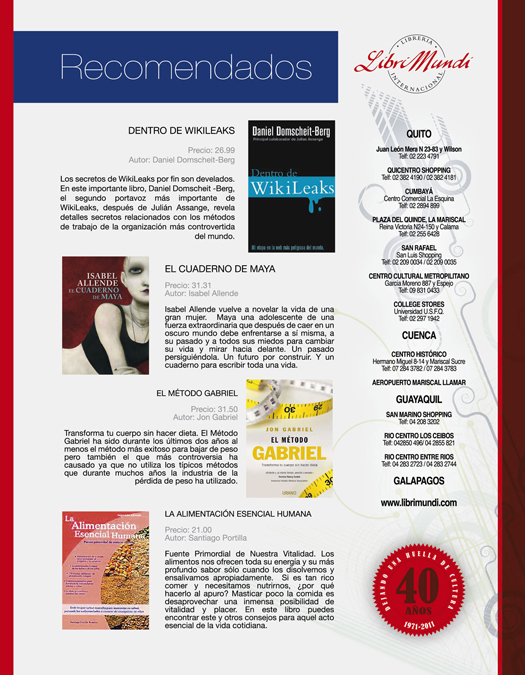 Recomendados
DENTRO DE WIKILEAKS
Precio: 26.99
Autor: Daniel Domscheit-Berg
Los secretos de WikiLeaks por fin son develados.
En este importante libro, Daniel Domscheit -Berg,
el segundo portavoz más importante de
WikiLeaks, después de Julián Assange, revela
detalles secretos relacionados con los métodos
de trabajo de la organización más controvertida
del mundo.
Daniel Domscheit-Berg
Dentro de
WikiLeaks
ISABEL
ALLENDE
EL CUADERNO
DE MAYA
EL CUADERNO DE MAYA
Precio: 31.31
Autor: Isabel Allende
Isabel Allende vuelve a novelar la vida de una
gran mujer. Maya una adolescente de una
fuerza extraordinaria que después de caer en un
oscuro mundo debe enfrentarse a sí misma, a
su pasado y a todos sus miedos para cambiar
su vida y mirar hacia delante. Un pasado
persiguiéndola. Un futuro por construir. Y un
cuaderno para escribir toda una vida.
EL MÉTODO GABRIEL
Precio: 31.50
Autor: Jon Gabriel
Transforma tu cuerpo sin hacer dieta. El Método
Gabriel ha sido durante los últimos dos años al
menos el método más exitoso para bajar de peso
pero también el que más controversia ha
causado ya que no utiliza los típicos métodos
que durante muchos años la industria de la
pérdida de peso ha utilizado.
JON GABRIEL
EL MÉTODO
GABRIEL
URANO
La
Alimentación
Esencial Humana
LA ALIMENTACIÓN ESENCIAL HUMANA
Precio: 21.00
Autor: Santiago Portilla
Fuente Primordial de Nuestra Vitalidad. Los
alimentos nos ofrecen toda su energía y su más
profundo sabor sólo cuando los disolvemos y
ensalivamos apropiadamente. Si es tan rico
comer y necesitamos nutrirnos, ¿por qué
hacerlo al apuro? Masticar poco la comida es
desaprovechar una inmensa posibilidad de
vitalidad y placer. En este libro puedes
encontrar este y otros consejos para aquel acto
esencial de la vida cotidiana.
LIBRERIA
LibriMundi
INTERNACIONAL
QUITO
Juan León Mera N 23-83 y Wilson
Telf: 02 223 4791
QUICENTRO SHOPPING
Telf: 02 382 4190 / 02 382 4181
CUMBAYÁ
Centro Comercial La Esquina
Telf: 02 2894 899
PLAZA DEL QUINDE, LA MARISCAL
Reina Victoria N24-150 y Calama
Telf: 02 255 6428
SAN RAFAEL
San Luis Shopping
Telf: 02 209 0034 / 02 209 0035
CENTRO CULTURAL METROPOLITANO
García Moreno 887 y Espejo
Telf: 09 831 0433
COLLEGE STORES
Universidad U.S.F.Q.
Telf: 02 297 1942
CUENCA
CENTRO HISTÓRICO
Hermano Miguel 8-14 y Mariscal Sucre
Telf: 07 284 3782 / 07 284 3783
AEROPUERTO MARISCAL LLAMAR
GUAYAQUIL
SAN MARINO SHOPPING
Telf: 04 208 3202
RIO CENTRO LOS CEIBOS
Telf: 042850 496/ 04 2855 821
RIO CENTRO ENTRE RIOS
Telf: 04 283 2723 / 04 283 2744
GALAPAGOS
www.librimundi.com
DEJANDO UNA HUELLA DE CULTURA
40
AÑOS
1971-2011